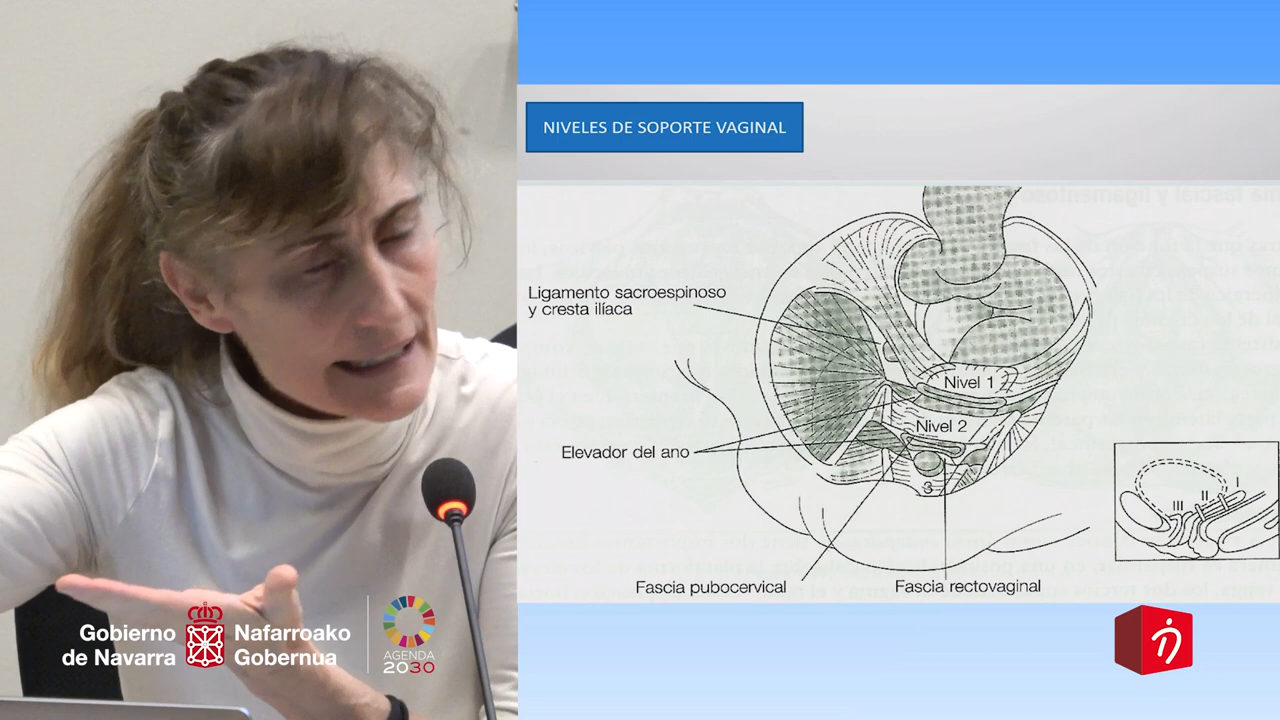 NIVELES DE SOPORTE VAGINAL
Ligamento sacroespinoso
y cresta ilíaca
Nivel 1
Nivel 2
Elevador del ano
3
I
II
III
Fascia pubocervical
Fascia rectovaginal
Gobierno
de Navarra
Nafarroako
Gobernua
AGENDA
2030